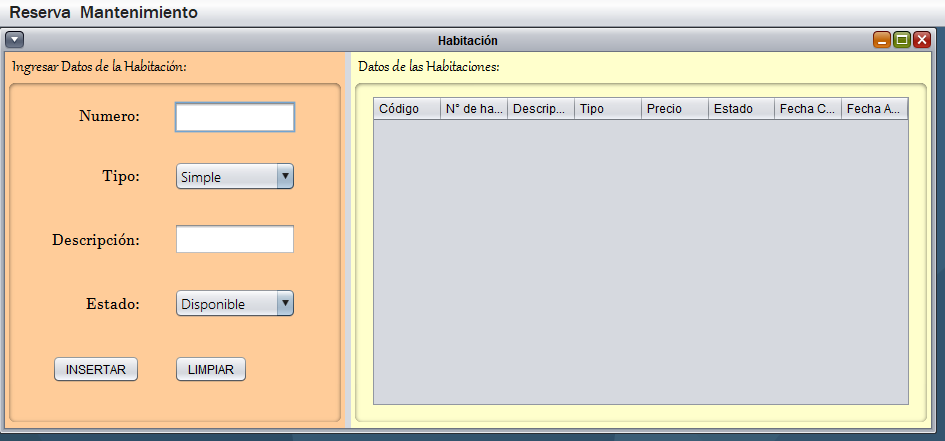 Reserva Mantenimiento
Habitación
Ingresar Datos de la Habitación:
Numero:
Tipo: Simple
Descripción:
Estado: Disponible
INSERTAR LIMPIAR
Datos de las Habitaciones:
Código N° de ha... Descrip... Tipo Precio Estado Fecha C... Fecha A...